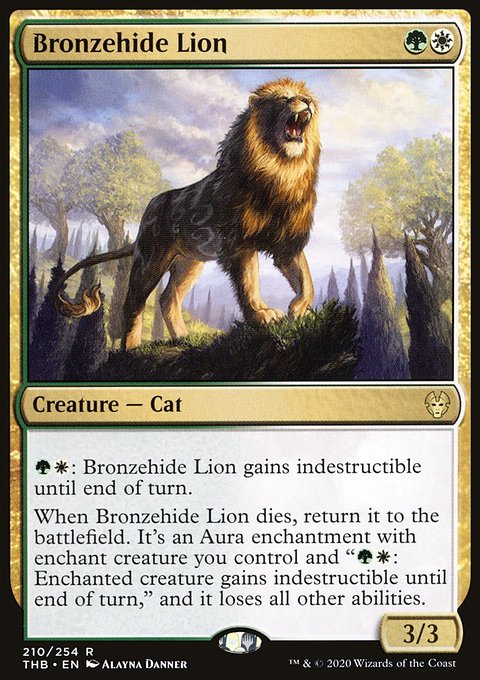 Bronzehide Lion
Creature — Cat
: Bronzehide Lion gains indestructible
until end of turn.
When Bronzehide Lion dies, return it to the
battlefield. It's an Aura enchantment with
enchant creature you control and “:
Enchanted creature gains indestructible until
end of turn,” and it loses all other abilities.
3/3
210/254 R
THB • EN Alayna Danner
™ & © 2020 Wizards of the Coast